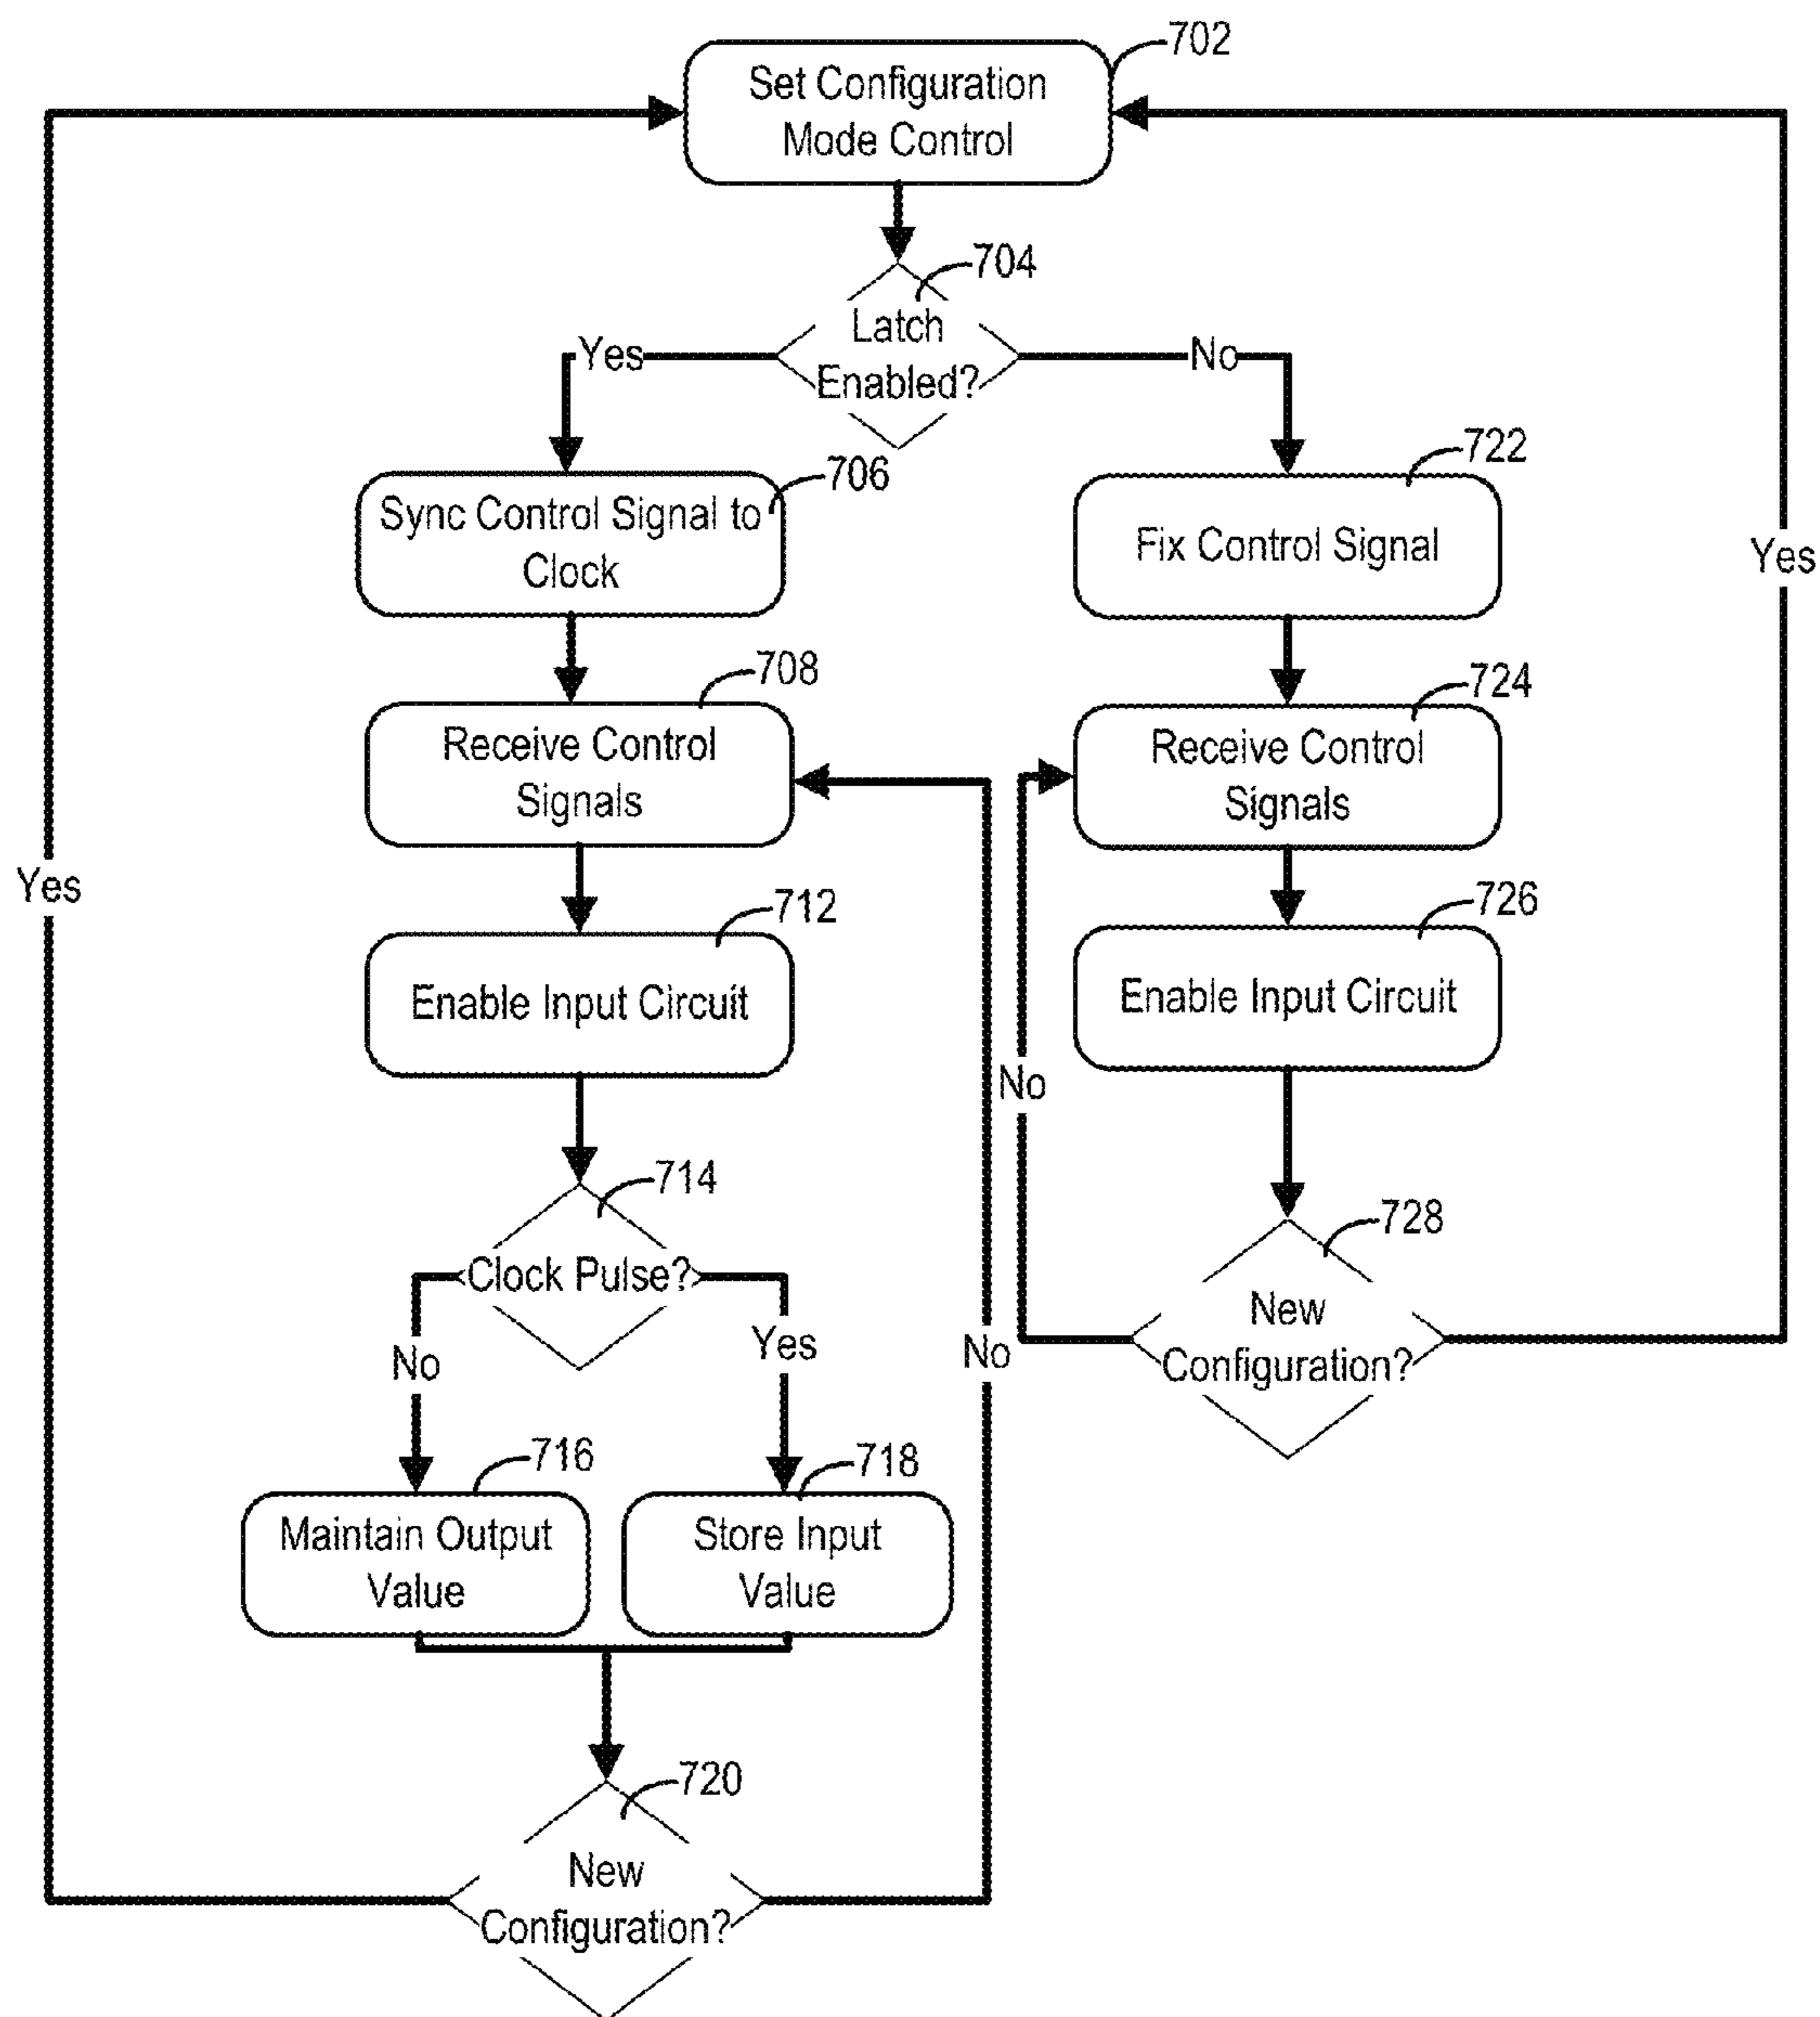 702
Set Configuration
Mode Control
704
Latch
Enabled?
Yes
No
706
Sync Control Signal to
Clock
722
Fix Control Signal
Yes
708
Receive Control
Signals
724
Receive Control
Signals
Yes
712
Enable Input Circuit
726
Enable Input Circuit
No
714
Clock Pulse?
No
Yes
728
New
Configuration?
No
716
Maintain Output
Value
718
Store Input
Value
720
New
Configuration?